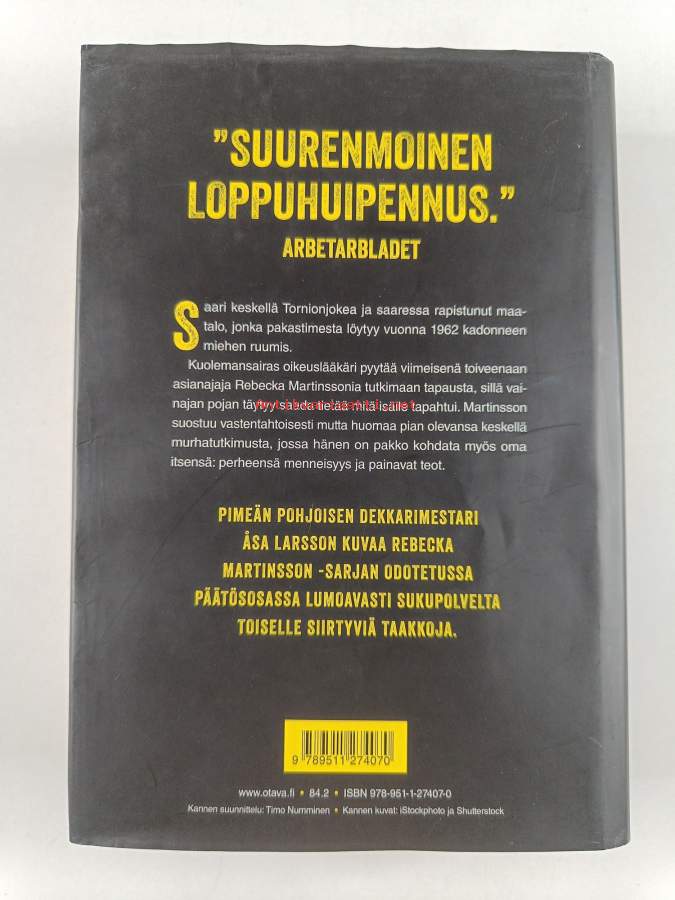 ”SUURENMOINEN
LOPPUHUIPENNUS.”
ARBETARBLADET
Saari keskellä Tornionjokea ja saaressa rapistunut maa-
talo, jonka pakastimesta löytyy vuonna 1962 kadonneen
miehen ruumis.
Kuolemansairas oikeuslääkäri pyytää viimeisenä toiveenaan
asianajaja Rebecka Martinssonia tutkimaan tapausta, sillä vai-
najan pojan täytyy saada tietää mitä isälle tapahtui. Martinsson
suostuu vastentahtoisesti mutta huomaa pian olevansa keskellä
murhatutkimusta, jossa hänen on pakko kohdata myös oma
itsensä: perheensä menneisyys ja painavat teot.
PIMEÄN POHJOISEN DEKKARIMESTARI
ÅSA LARSSON KUVAA REBECKA
MARTINSSON -SARJAN ODOTETUSSA
PÄÄTÖSOSASSA LUMOAVASTI SUKUPOLVELTA
TOISELLE SIIRTYVIÄ TAAKKOJA.
9 789511 274070
www.otava.fi • 84.2 • ISBN 978-951-1-27407-0
Kannen suunnittelu: Timo Numminen • Kannen kuvat: iStockphoto ja Shutterstock